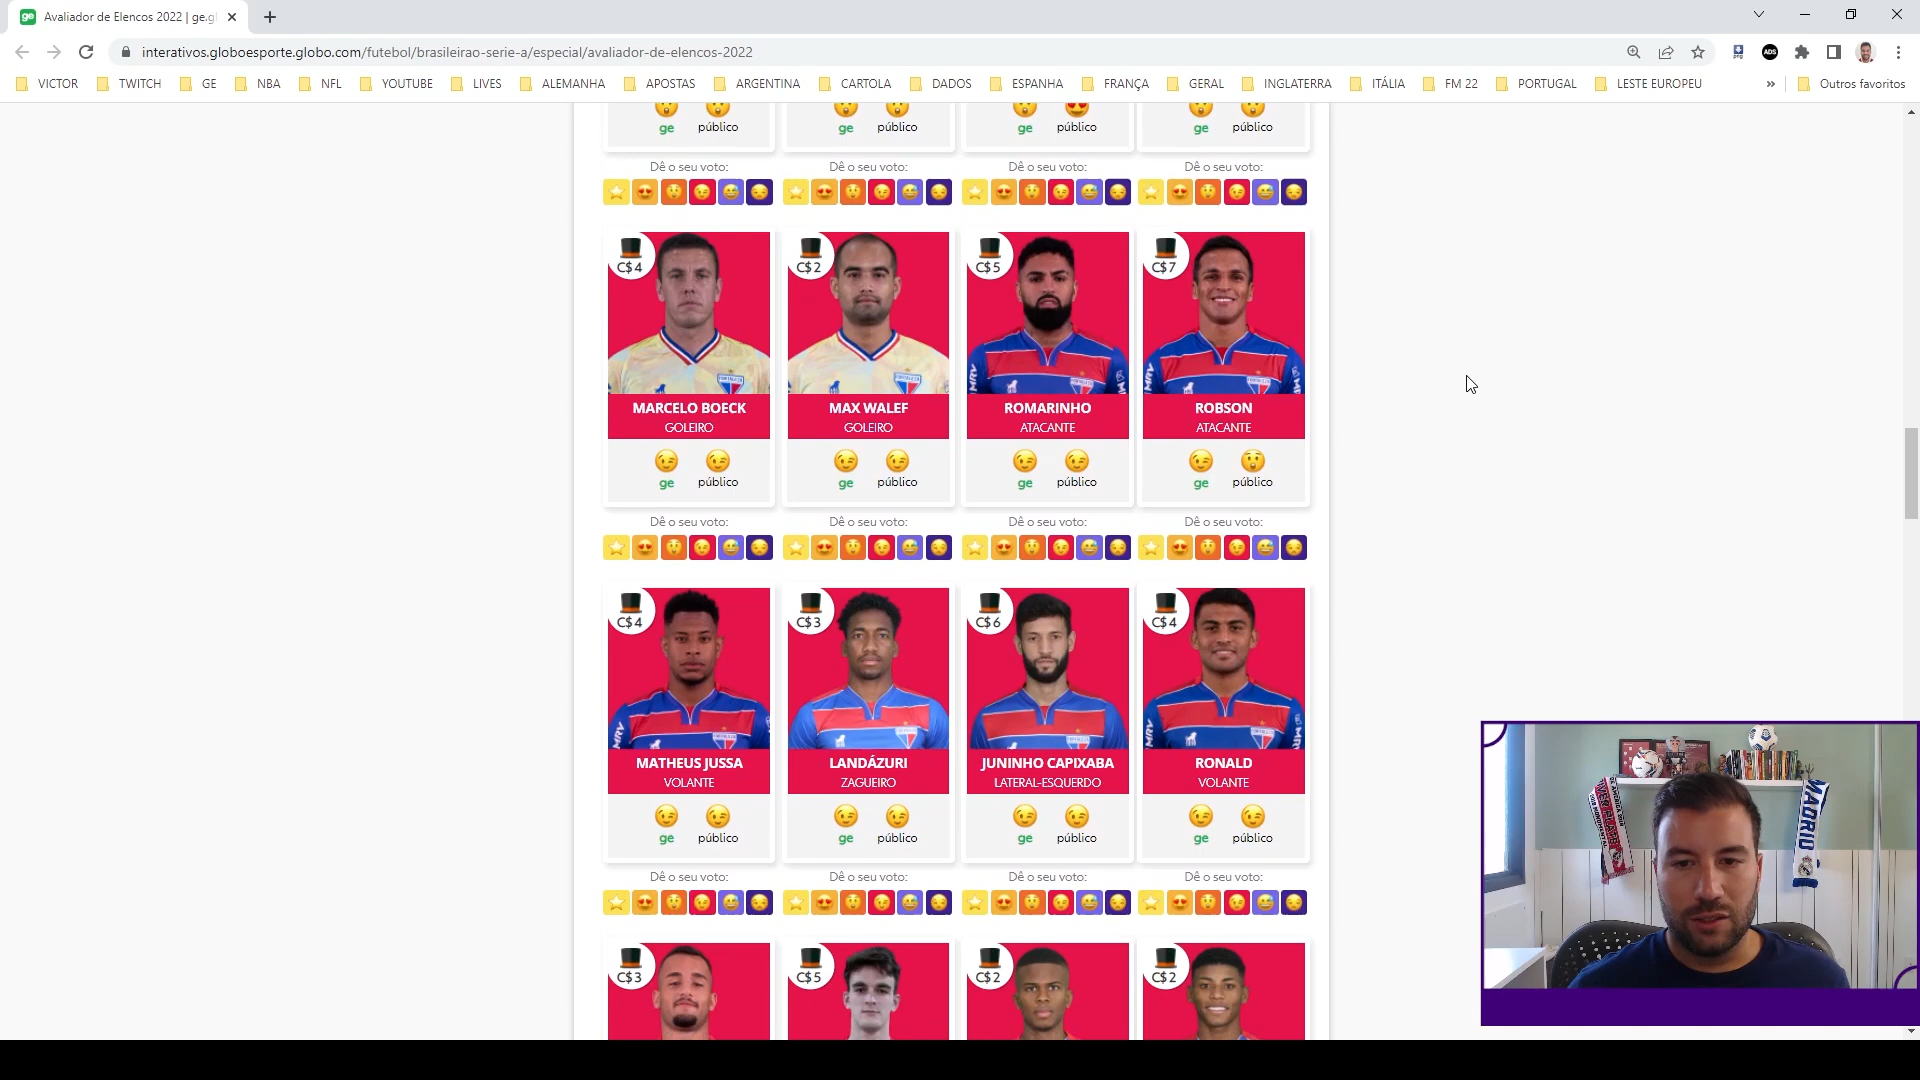 Avaliador de Elencos 2022 | ge.gl
interativos.globoesporte.globo.com/futebol/brasileirao-serie-a/especial/avaliador-de-elencos-2022
VICTOR TWITCH GE NBA NFL YOUTUBE LIVES ALEMANHA APOSTAS ARGENTINA CARTOLA DADOS ESPANHA FRANÇA GERAL INGLATERRA ITÁLIA FM 22 PORTUGAL LESTE EUROPEU » Outros favoritos
ge público ge público ge público ge público
Dê o seu voto: Dê o seu voto: Dê o seu voto: Dê o seu voto:
C$ 4 C$ 2 C$ 5 C$ 7
MARCELO BOECK MAX WALEF ROMARINHO ROBSON
GOLEIRO GOLEIRO ATACANTE ATACANTE
ge público ge público ge público ge público
Dê o seu voto: Dê o seu voto: Dê o seu voto: Dê o seu voto:
C$ 4 C$ 3 C$ 6 C$ 4
MATHEUS JUSSA LANDÁZURI JUNINHO CAPIXABA RONALD
VOLANTE ZAGUEIRO LATERAL-ESQUERDO VOLANTE
ge público ge público ge público ge público
Dê o seu voto: Dê o seu voto: Dê o seu voto: Dê o seu voto:
C$ 3 C$ 5 C$ 2 C$ 2
MADRID